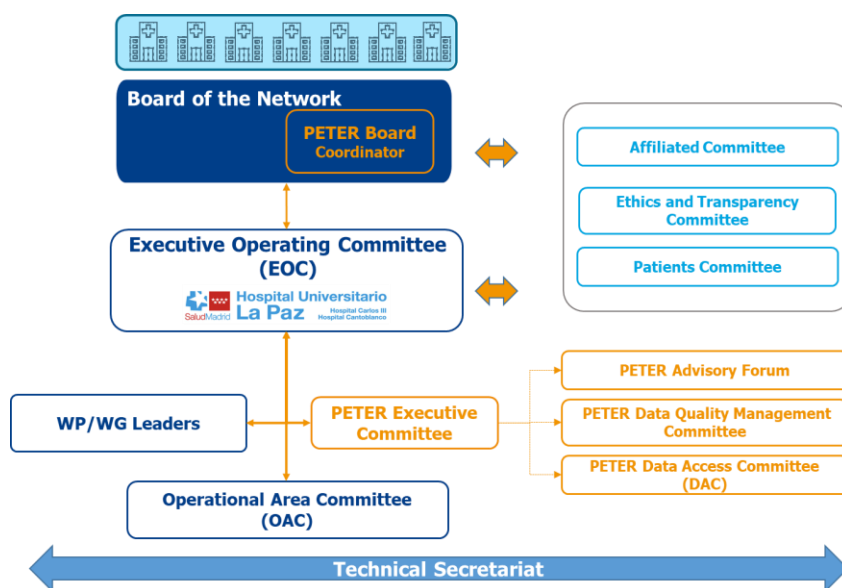 Board of the Network
PETER Board
Coordinator
Affiliated Committee
Ethics and Transparency
Committee
Patients Committee
Executive Operating Committee
(EOC)
SaludMadrid
Hospital Universitario
La Paz
Hospital Carlos III
Hospital Cantoblanco
PETER Advisory Forum
WP/WG Leaders
PETER Executive
Committee
PETER Data Quality Management
Committee
PETER Data Access Committee
(DAC)
Operational Area Committee
(OAC)
Technical Secretariat